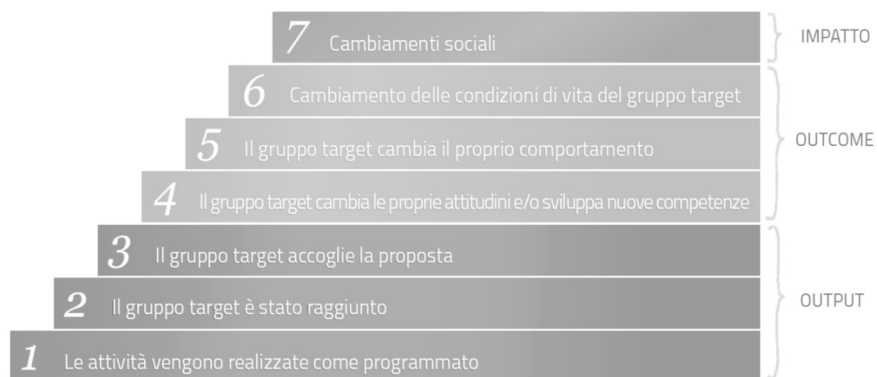 7 Cambiamenti sociali
IMPATTO
6 Cambiamento delle condizioni di vita del gruppo target
5 Il gruppo target cambia il proprio comportamento
OUTCOME
4 Il gruppo target cambia le proprie attitudini e/o sviluppa nuove competenze
3 Il gruppo target accoglie la proposta
2 Il gruppo target è stato raggiunto
OUTPUT
1 Le attività vengono realizzate come programmato